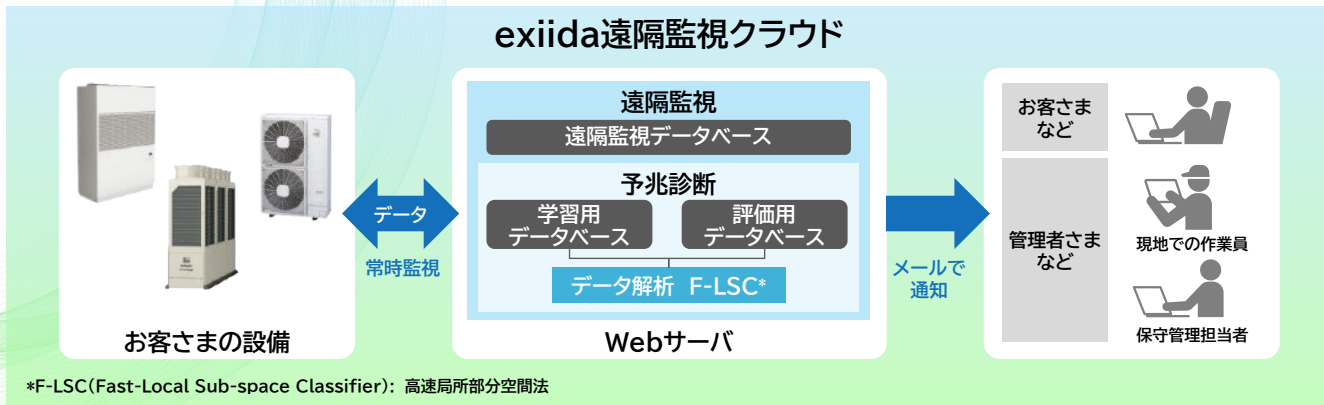 exiida遠隔監視クラウド
お客さまの設備
データ
常時監視
遠隔監視
遠隔監視データベース
予兆診断
学習用
データベース
評価用
データベース
データ解析 F-LSC*
Webサーバ
メールで
通知
お客さま
など
管理者さま
など
現地での作業員
保守管理担当者
*F-LSC(Fast-Local Sub-space Classifier): 高速局所部分空間法